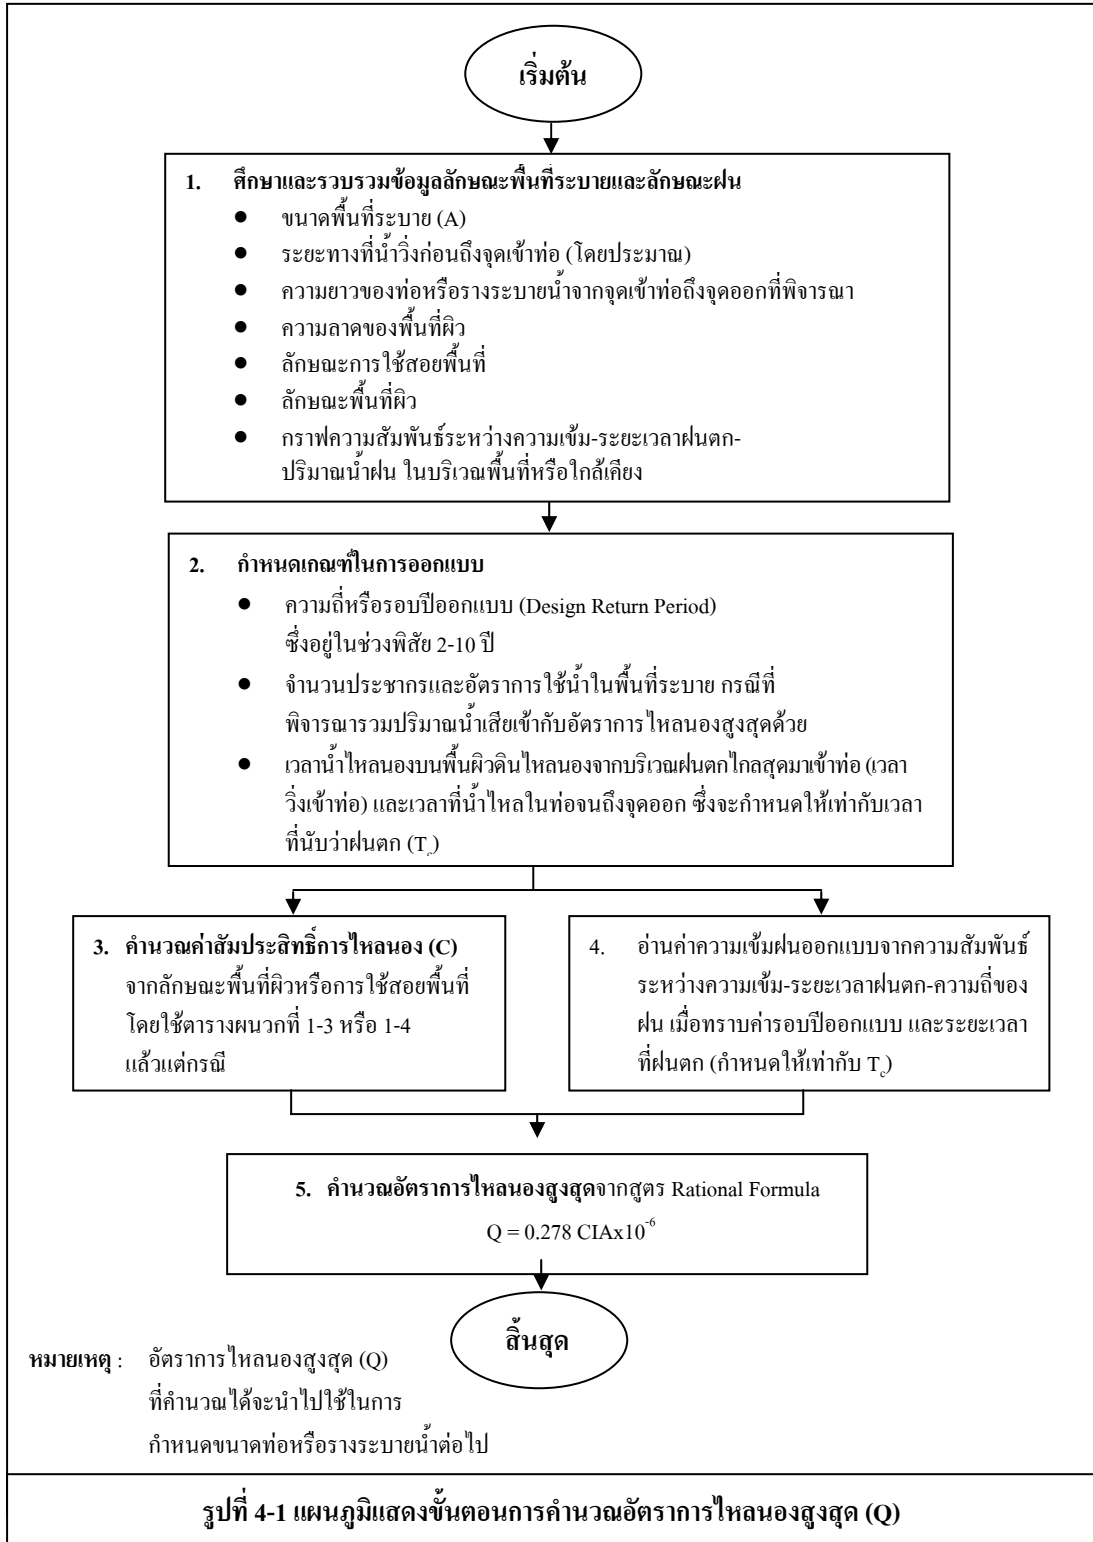 เริ่มต้น
1. ศึกษาและรวบรวมข้อมูลลักษณะพื้นที่ระบายและลักษณะฝน
● ขนาดพื้นที่ระบาย (A)
● ระยะทางที่น้ำวิ่งก่อนถึงจุดเข้าท่อ (โดยประมาณ)
● ความยาวของท่อหรือรางระบายน้ำจากจุดเข้าท่อถึงจุดออกที่พิจารณา
● ความลาดของพื้นที่ผิว
● ลักษณะการใช้สอยพื้นที่
● ลักษณะพื้นที่ผิว
● กราฟความสัมพันธ์ระหว่างความเข้ม-ระยะเวลาฝนตก-
ปริมาณน้ำฝน ในบริเวณพื้นที่หรือใกล้เคียง
2. กำหนดเกณฑ์ในการออกแบบ
● ความถี่หรือรอบปีออกแบบ (Design Return Period)
ซึ่งอยู่ในช่วงพิสัย 2-10 ปี
● จำนวนประชากรและอัตราการใช้น้ำในพื้นที่ระบาย กรณีที่
พิจารณารวมปริมาณน้ำเสียเข้ากับอัตราการไหลนองสูงสุดด้วย
● เวลาน้ำไหลนองบนพื้นผิวดินไหลนองจากบริเวณฝนตกไกลสุดมาเข้าท่อ (เวลา
วิ่งเข้าท่อ) และเวลาที่น้ำไหลในท่อจนถึงจุดออก ซึ่งจะกำหนดให้เท่ากับเวลา
ที่นับว่าฝนตก (Tc)
3. คำนวณค่าสัมประสิทธิ์การไหลนอง (C)
จากลักษณะพื้นที่ผิวหรือการใช้สอยพื้นที่
โดยใช้ตารางผนวกที่ 1-3 หรือ 1-4
แล้วแต่กรณี
4. อ่านค่าความเข้มฝนออกแบบจากความสัมพันธ์
ระหว่างความเข้ม-ระยะเวลาฝนตก-ความถี่ของ
ฝน เมื่อทราบค่ารอบปีออกแบบ และระยะเวลา
ที่ฝนตก (กำหนดให้เท่ากับ Tc)
5. คำนวณอัตราการไหลนองสูงสุดจากสูตร Rational Formula
Q = 0.278 CIAx10⁻⁶
สิ้นสุด
หมายเหตุ : อัตราการไหลนองสูงสุด (Q)
ที่คำนวณได้จะนำไปใช้ในการ
กำหนดขนาดท่อหรือรางระบายน้ำต่อไป
รูปที่ 4-1 แผนภูมิแสดงขั้นตอนการคำนวณอัตราการไหลนองสูงสุด (Q)